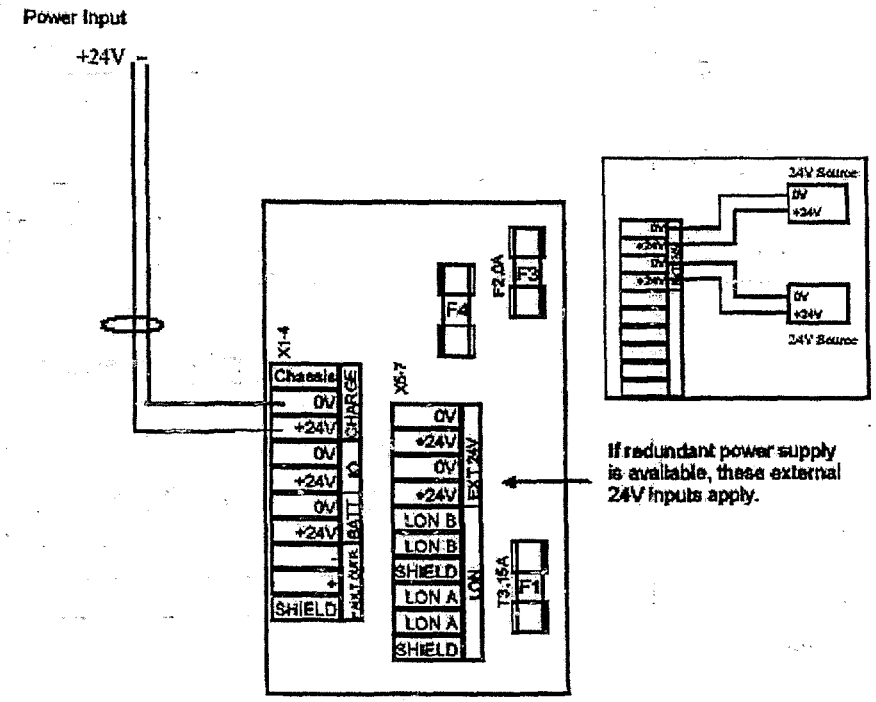 Power Input
+24V -
24V Source
0V
+24V
0V
+24V
0V
+24V
EXT 24V
0V
+24V
24V Source
F2.0A
F3
F4
X1-4
Chassis
0V
+24V
CHARGE
0V
+24V
IO
0V
+24V
BATT
-
+
SHIELD
X5-7
0V
+24V
0V
+24V
EXT 24V
LON B
LON B
SHIELD
LON A
LON A
SHIELD
LON
T3.15A
F1
If redundant power supply
is available, these external
24V inputs apply.